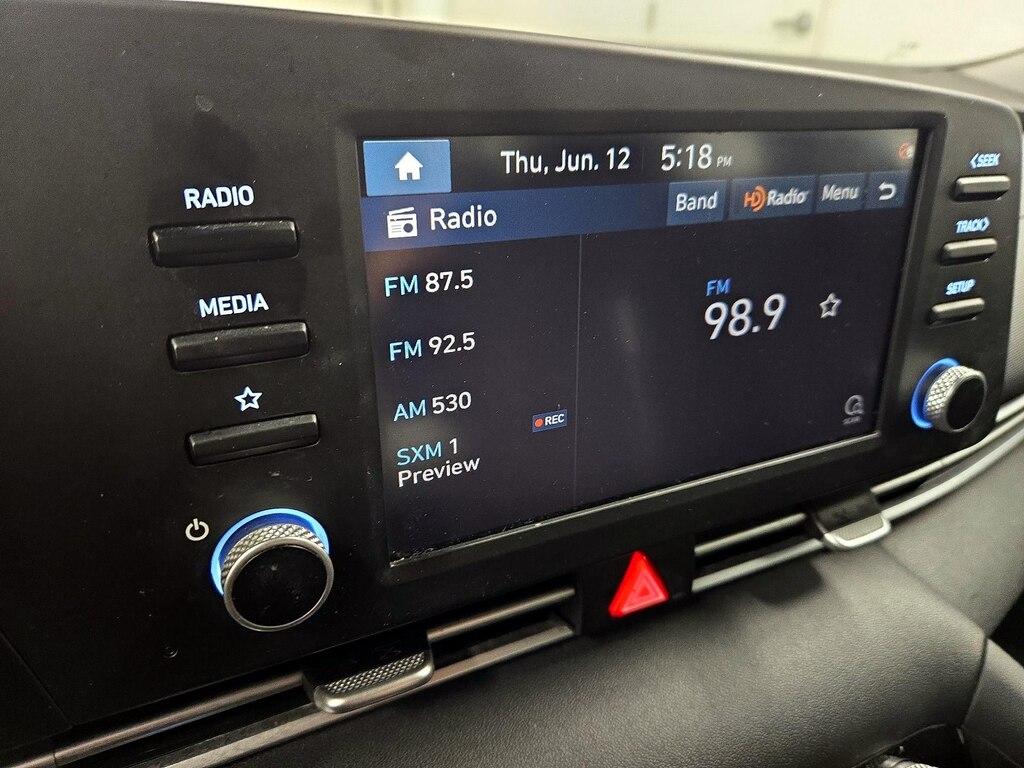 RADIO
MEDIA
Thu, Jun. 12 5:18 PM
Radio
Band HD Radio Menu
FM 87.5
FM 92.5
AM 530
REC
SXM 1
Preview
FM
98.9
SCAN
<SEEK
TRACK>
SETUP